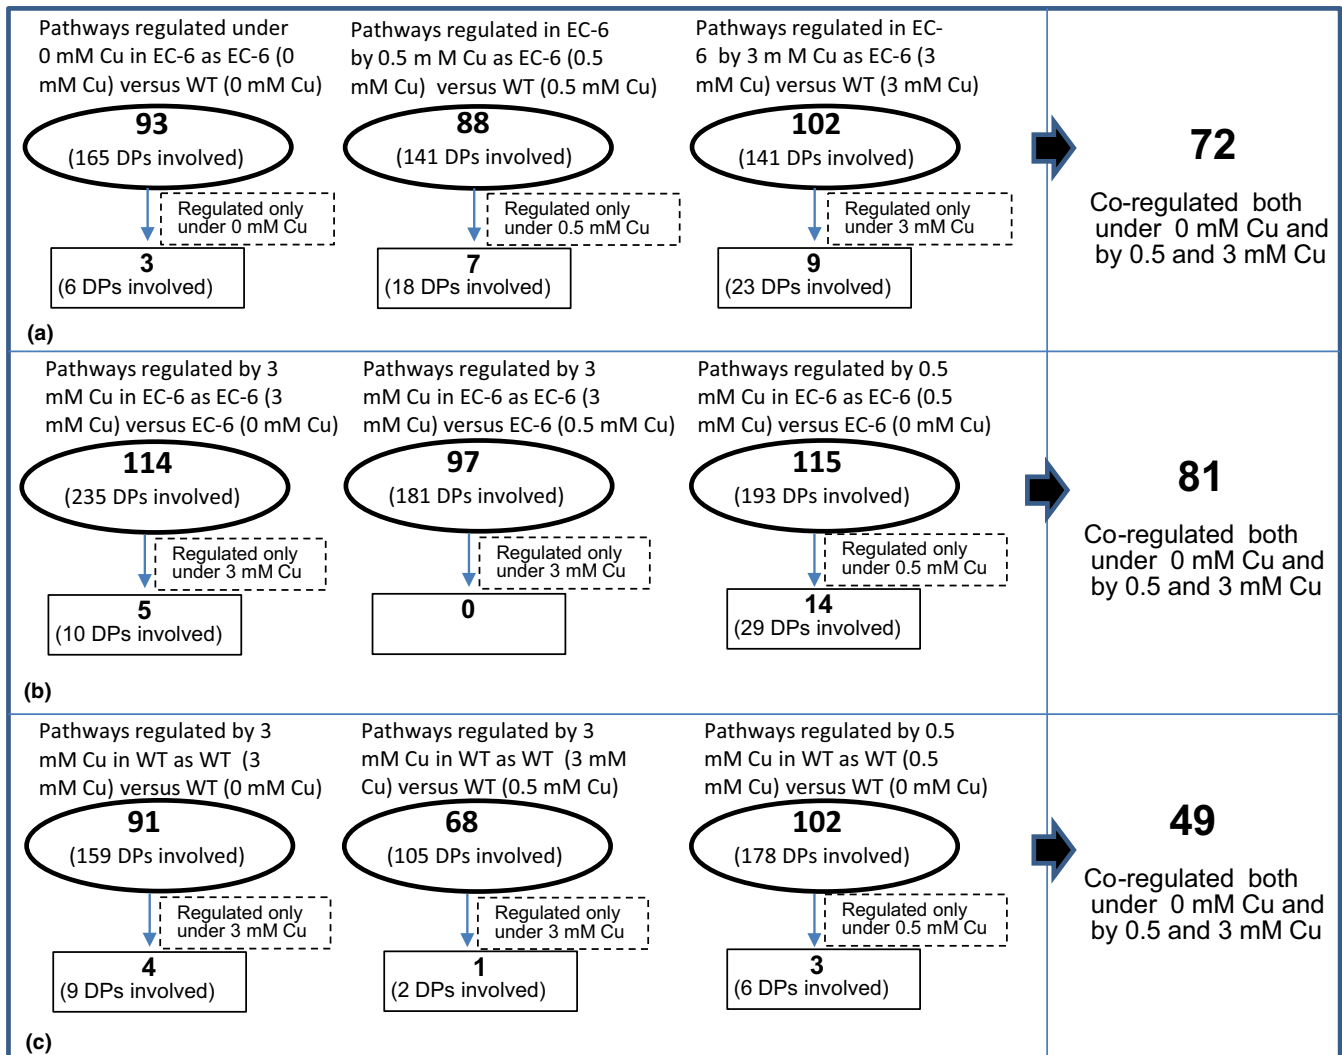 Pathways regulated under
0 mM Cu in EC-6 as EC-6 (0
mM Cu) versus WT (0 mM Cu)
93
(165 DPs involved)
Regulated only
under 0 mM Cu
3
(6 DPs involved)
Pathways regulated in EC-6
by 0.5 m M Cu as EC-6 (0.5
mM Cu) versus WT (0.5 mM Cu)
88
(141 DPs involved)
Regulated only
under 0.5 mM Cu
7
(18 DPs involved)
Pathways regulated in EC-
6 by 3 m M Cu as EC-6 (3
mM Cu) versus WT (3 mM Cu)
102
(141 DPs involved)
Regulated only
under 3 mM Cu
9
(23 DPs involved)
72
Co-regulated both
under 0 mM Cu and
by 0.5 and 3 mM Cu
(a)
Pathways regulated by 3
mM Cu in EC-6 as EC-6 (3
mM Cu) versus EC-6 (0 mM Cu)
114
(235 DPs involved)
Regulated only
under 3 mM Cu
5
(10 DPs involved)
Pathways regulated by 3
mM Cu in EC-6 as EC-6 (3
mM Cu) versus EC-6 (0.5 mM Cu)
97
(181 DPs involved)
Regulated only
under 3 mM Cu
0
Pathways regulated by 0.5
mM Cu in EC-6 as EC-6 (0.5
mM Cu) versus EC-6 (0 mM Cu)
115
(193 DPs involved)
Regulated only
under 0.5 mM Cu
14
(29 DPs involved)
81
Co-regulated both
under 0 mM Cu and
by 0.5 and 3 mM Cu
(b)
Pathways regulated by 3
mM Cu in WT as WT (3
mM Cu) versus WT (0 mM Cu)
91
(159 DPs involved)
Regulated only
under 3 mM Cu
4
(9 DPs involved)
Pathways regulated by 3
mM Cu in WT as WT (3 mM
Cu) versus WT (0.5 mM Cu)
68
(105 DPs involved)
Regulated only
under 3 mM Cu
1
(2 DPs involved)
Pathways regulated by 0.5
mM Cu in WT as WT (0.5
mM Cu) versus WT (0 mM Cu)
102
(178 DPs involved)
Regulated only
under 0.5 mM Cu
3
(6 DPs involved)
49
Co-regulated both
under 0 mM Cu and
by 0.5 and 3 mM Cu
(c)